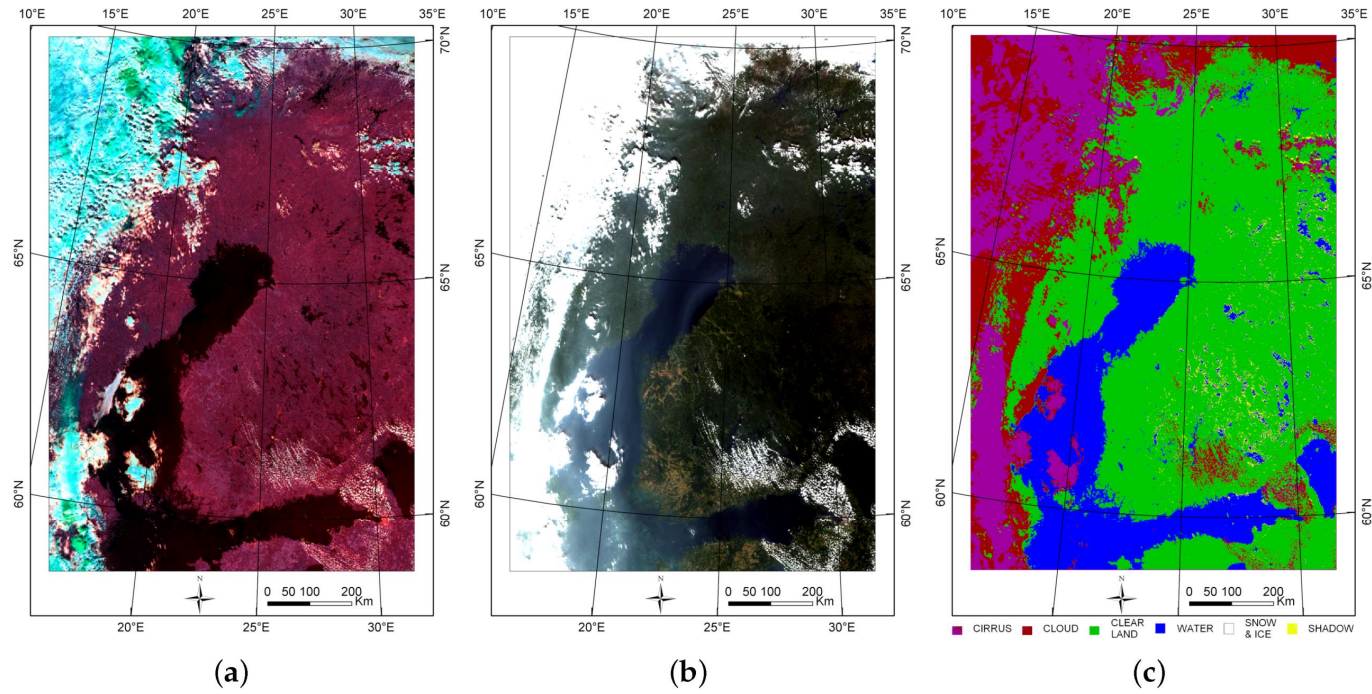 10°E 15°E 20°E 25°E 30°E 35°E
70°N 70°N
65°N 65°N
60°N 60°N
N
0 50 100 200
Km
20°E 25°E 30°E
(a)
10°E 15°E 20°E 25°E 30°E 35°E
70°N
65°N 65°N
60°N 60°N
N
0 50 100 200
Km
20°E 25°E 30°E
(b)
10°E 15°E 20°E 25°E 30°E 35°E
70°N
65°N 65°N
60°N 60°N
N
0 50 100 200
Km
20°E 25°E 30°E
CIRRUS CLOUD CLEAR LAND WATER SNOW & ICE SHADOW
(c)